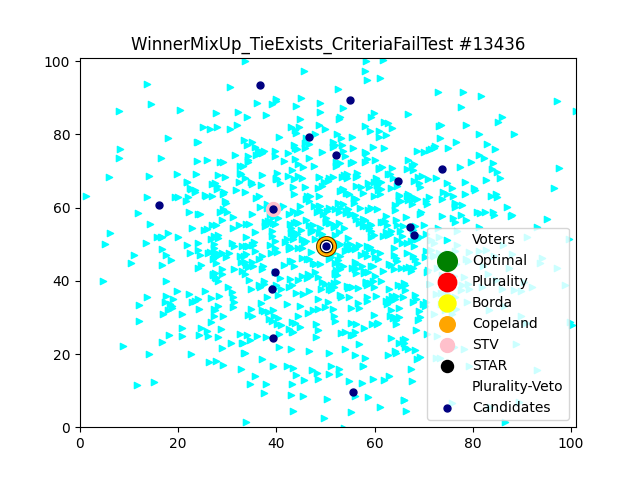 WinnerMixUp_TieExists_CriteriaFailTest #13436
100
80
60
40
20
0
0 20 40 60 80 100
Voters
Optimal
Plurality
Borda
Copeland
STV
STAR
Plurality-Veto
Candidates